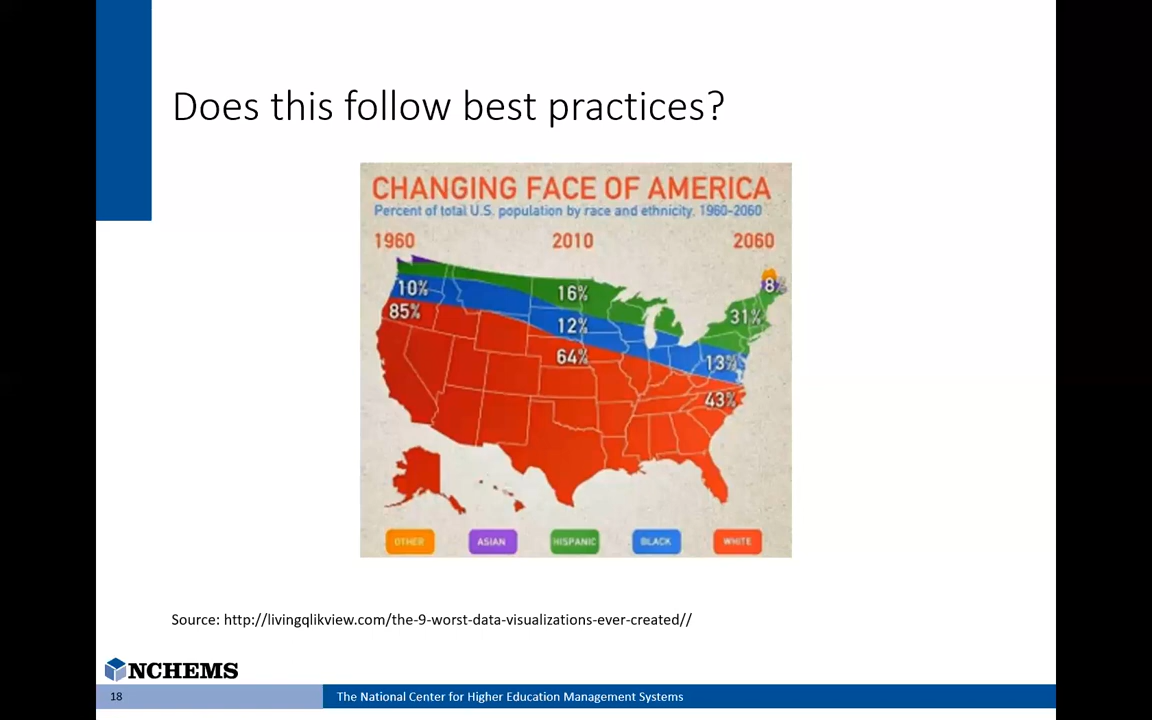 Does this follow best practices?
CHANGING FACE OF AMERICA
Percent of total U.S. population by race and ethnicity, 1960-2060
1960 2010 2060
8%
10% 16% 31%
85% 12% 13%
64% 43%
OTHER ASIAN HISPANIC BLACK WHITE
Source: http://livingqlikview.com/the-9-worst-data-visualizations-ever-created//
NCHEMS
18 The National Center for Higher Education Management Systems